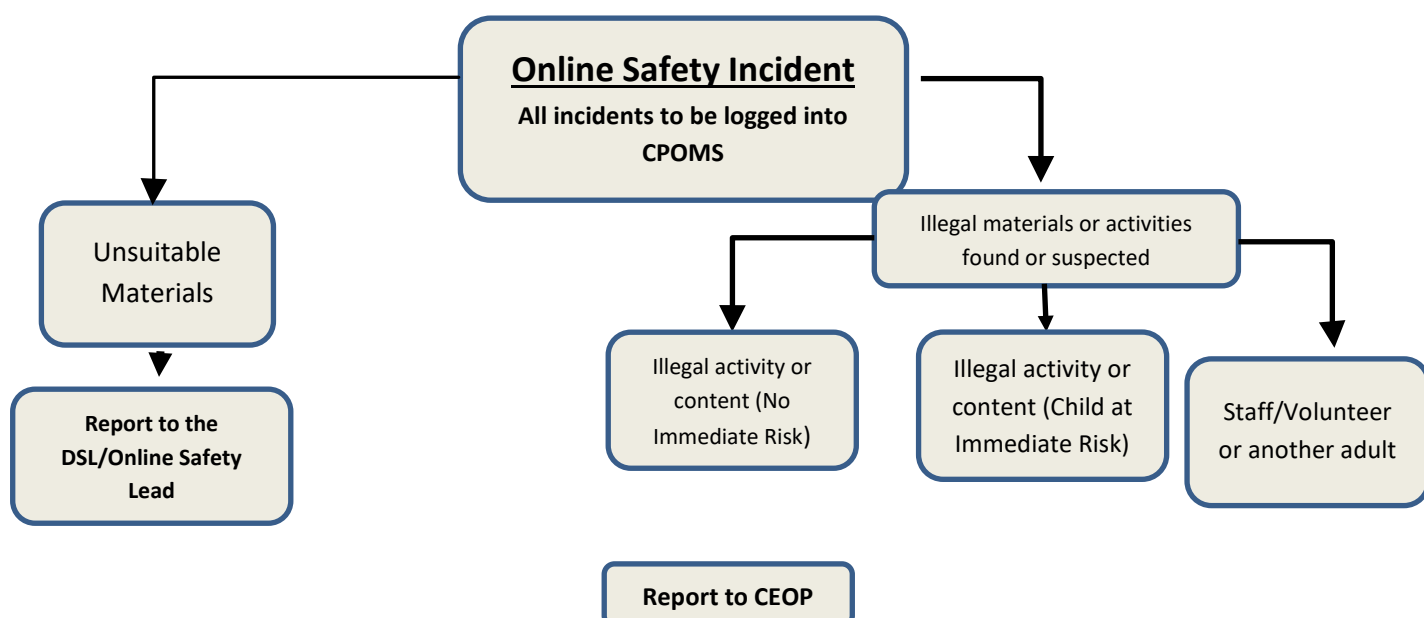 Online Safety Incident
All incidents to be logged into
CPOMS
Unsuitable
Materials
Illegal materials or activities
found or suspected
Report to the
DSL/Online Safety
Lead
Illegal activity or
content (No
Immediate Risk)
Illegal activity or
content (Child at
Immediate Risk)
Staff/Volunteer
or another adult
Report to CEOP